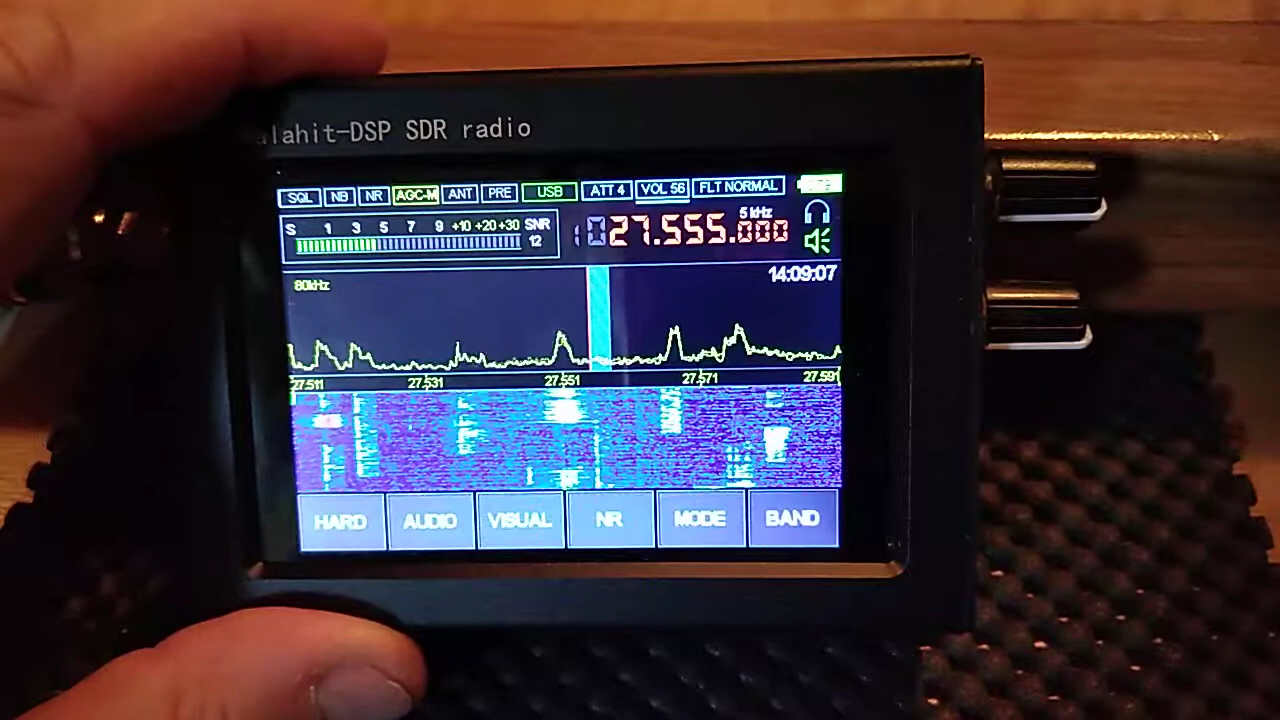 alahit-DSP SDR radio
SQL NB NR AGC-M ANT PRE USB ATT 4 VOL 56 FLT NORMAL
S 1 3 5 7 9 +10 +20 +30 SNR 12
5 kHz
27.555.000
80kHz 14:09:07
27.511 27.531 27.551 27.571 27.591
HARD AUDIO VISUAL NR MODE BAND